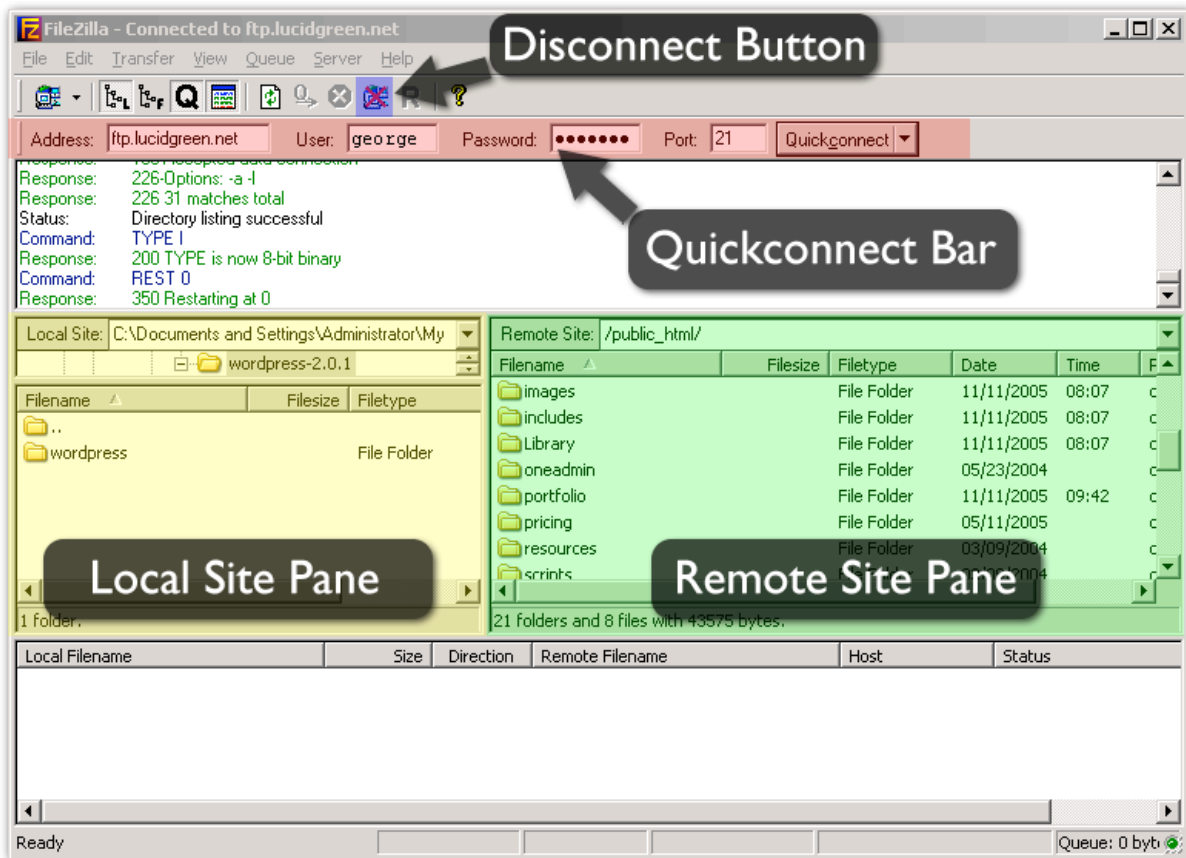 FileZilla - Connected to ftp.lucidgreen.net
Disconnect Button
File Edit Transfer View Queue Server Help
Address: ftp.lucidgreen.net User: george Password: ●●●●●●● Port: 21 Quickconnect
Response: 226-Options: -a -l
Response: 226 31 matches total
Status: Directory listing successful
Command: TYPE I
Response: 200 TYPE is now 8-bit binary
Command: REST 0
Response: 350 Restarting at 0
Quickconnect Bar
Local Site: C:\Documents and Settings\Administrator\My
wordpress-2.0.1
Filename Filesize Filetype
..
wordpress File Folder
Local Site Pane
1 folder.
Remote Site: /public_html/
Filename Filesize Filetype Date Time
images File Folder 11/11/2005 08:07
includes File Folder 11/11/2005 08:07
Library File Folder 11/11/2005 08:07
oneadmin File Folder 05/23/2004
portfolio File Folder 11/11/2005 09:42
pricing File Folder 05/11/2005
resources File Folder 03/09/2004
scripts
Remote Site Pane
21 folders and 8 files with 43575 bytes.
Local Filename Size Direction Remote Filename Host Status
Ready Queue: 0 byt